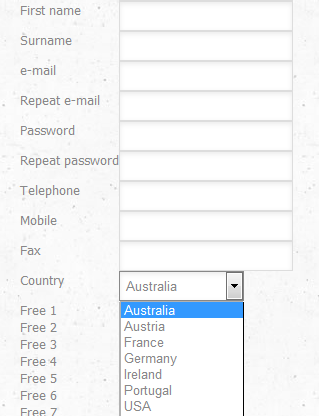 First name
Surname
e-mail
Repeat e-mail
Password
Repeat password
Telephone
Mobile
Fax
Country Australia
Australia
Austria
France
Germany
Ireland
Portugal
USA
Free 1
Free 2
Free 3
Free 4
Free 5
Free 6
Free 7